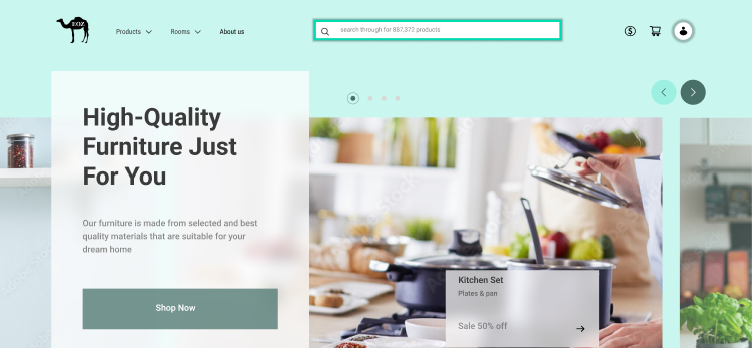 EOZ
Products
Rooms
About us
search through for 887,372 products
High-Quality
Furniture Just
For You
Our furniture is made from selected and best
quality materials that are suitable for your
dream home
Shop Now
Kitchen Set
Plates & pan
Sale 50% off